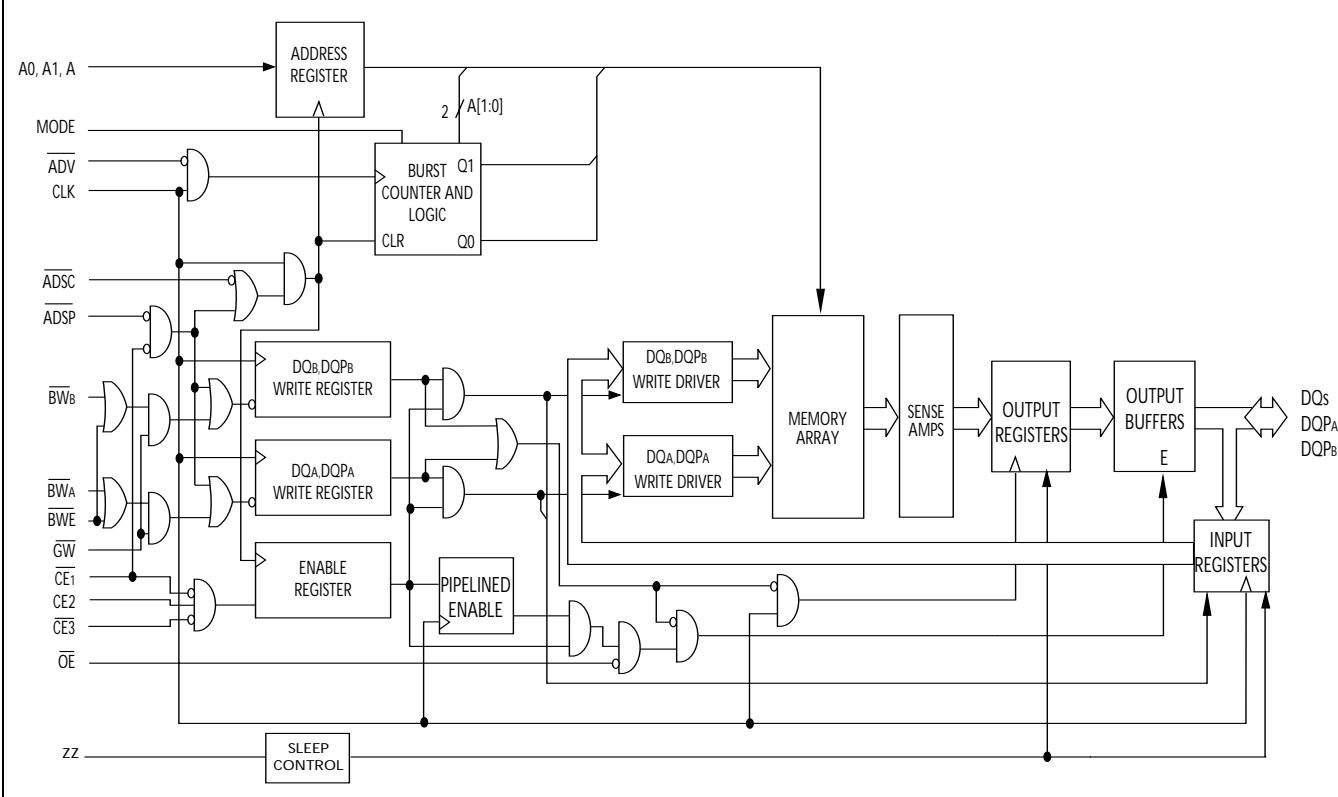 A0, A1, A
ADDRESS
REGISTER
2
A[1:0]
MODE
ADV
CLK
BURST
COUNTER AND
LOGIC
Q1
CLR
Q0
ADSC
ADSP
DQB,DQPB
WRITE REGISTER
BWB
DQA,DQPA
WRITE REGISTER
BWA
BWE
GW
CE1
CE2
CE3
ENABLE
REGISTER
PIPELINED
ENABLE
OE
ZZ
SLEEP
CONTROL
DQB,DQPB
WRITE DRIVER
DQA,DQPA
WRITE DRIVER
MEMORY
ARRAY
SENSE
AMPS
OUTPUT
REGISTERS
OUTPUT
BUFFERS
E
DQs
DQPA
DQPB
INPUT
REGISTERS